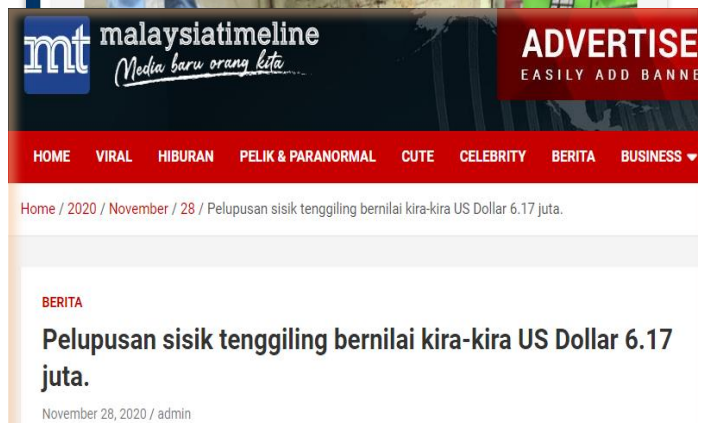 mt malaysiatimeline
Media baru orang kita
ADVERTISE
EASILY ADD BANNE
HOME VIRAL HIBURAN PELIK & PARANORMAL CUTE CELEBRITY BERITA BUSINESS
Home / 2020 / November / 28 / Pelupusan sisik tenggiling bernilai kira-kira US Dollar 6.17 juta.
BERITA
Pelupusan sisik tenggiling bernilai kira-kira US Dollar 6.17
juta.
November 28, 2020 / admin